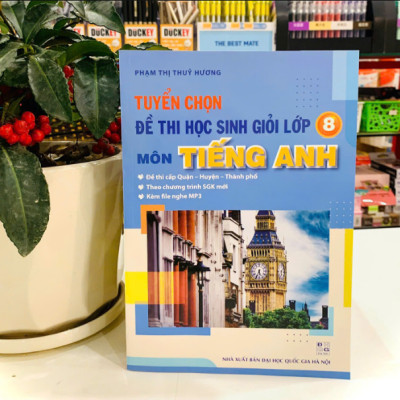 DUCKEY
DUCKEY
DUCKEY
THE BEST MATE
PHẠM THỊ THUỲ HƯƠNG
TUYỂN CHỌN
ĐỀ THI HỌC SINH GIỎI LỚP 8
MÔN TIẾNG ANH
Đề thi cấp Quận - Huyện - Thành phố
Theo chương trình SGK mới
Kèm file nghe MP3
NHÀ XUẤT BẢN ĐẠI HỌC QUỐC GIA HÀ NỘI